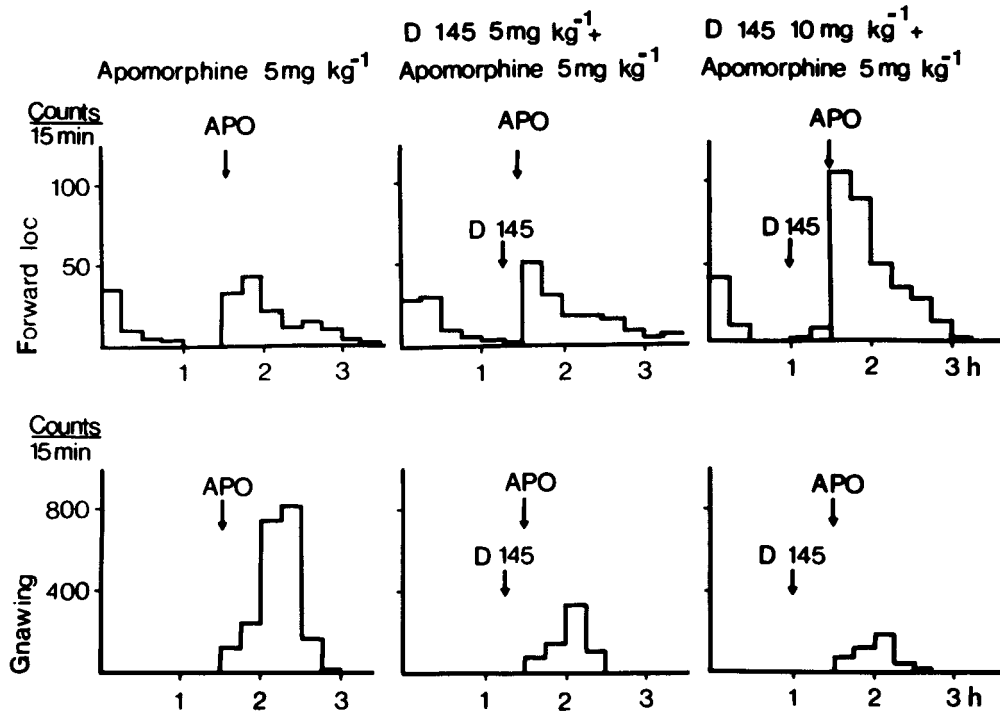 Apomorphine 5mg kg⁻¹
D 145 5mg kg⁻¹+
Apomorphine 5mg kg⁻¹
D 145 10mg kg⁻¹+
Apomorphine 5mg kg⁻¹
Counts
15 min
Forward loc
100
50
APO
1 2 3
APO
D 145
1 2 3
APO
D 145
1 2 3 h
Counts
15 min
Gnawing
800
400
APO
1 2 3
APO
D 145
1 2 3
APO
D 145
1 2 3 h